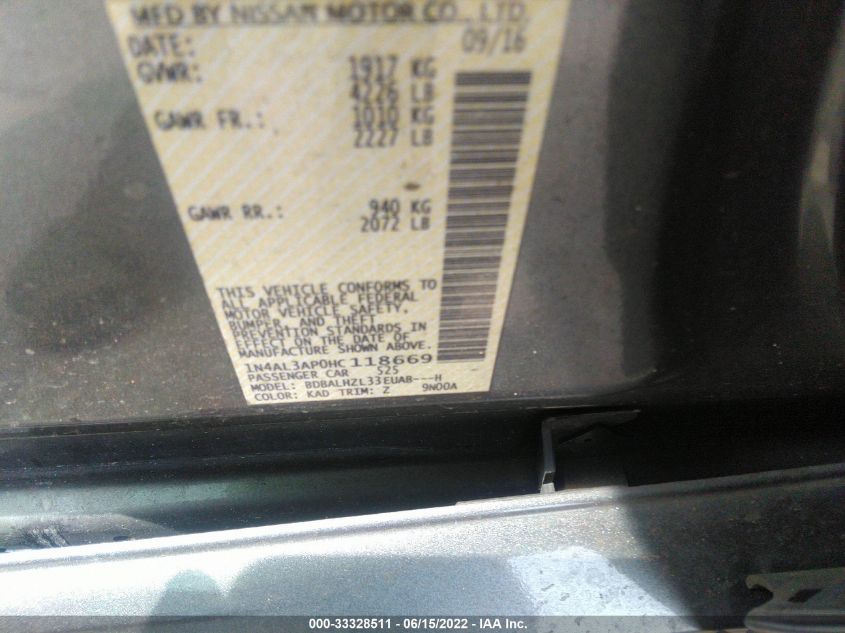 MFD BY NISSAN MOTOR CO., LTD.
DATE: 09/16
GVWR: 1917 KG
4226 LB
GAWR FR.: 1010 KG
2227 LB
GAWR RR.: 940 KG
2072 LB
THIS VEHICLE CONFORMS TO
ALL APPLICABLE FEDERAL
MOTOR VEHICLE SAFETY,
BUMPER, AND THEFT
PREVENTION STANDARDS IN
EFFECT ON THE DATE OF
MANUFACTURE SHOWN ABOVE.
1N4AL3AP0HC118669
PASSENGER CAR S25
MODEL: BDBALHZL33EUAB---H
COLOR: KAD TRIM: Z 9N00A
000-33328511 - 06/15/2022 - IAA Inc.